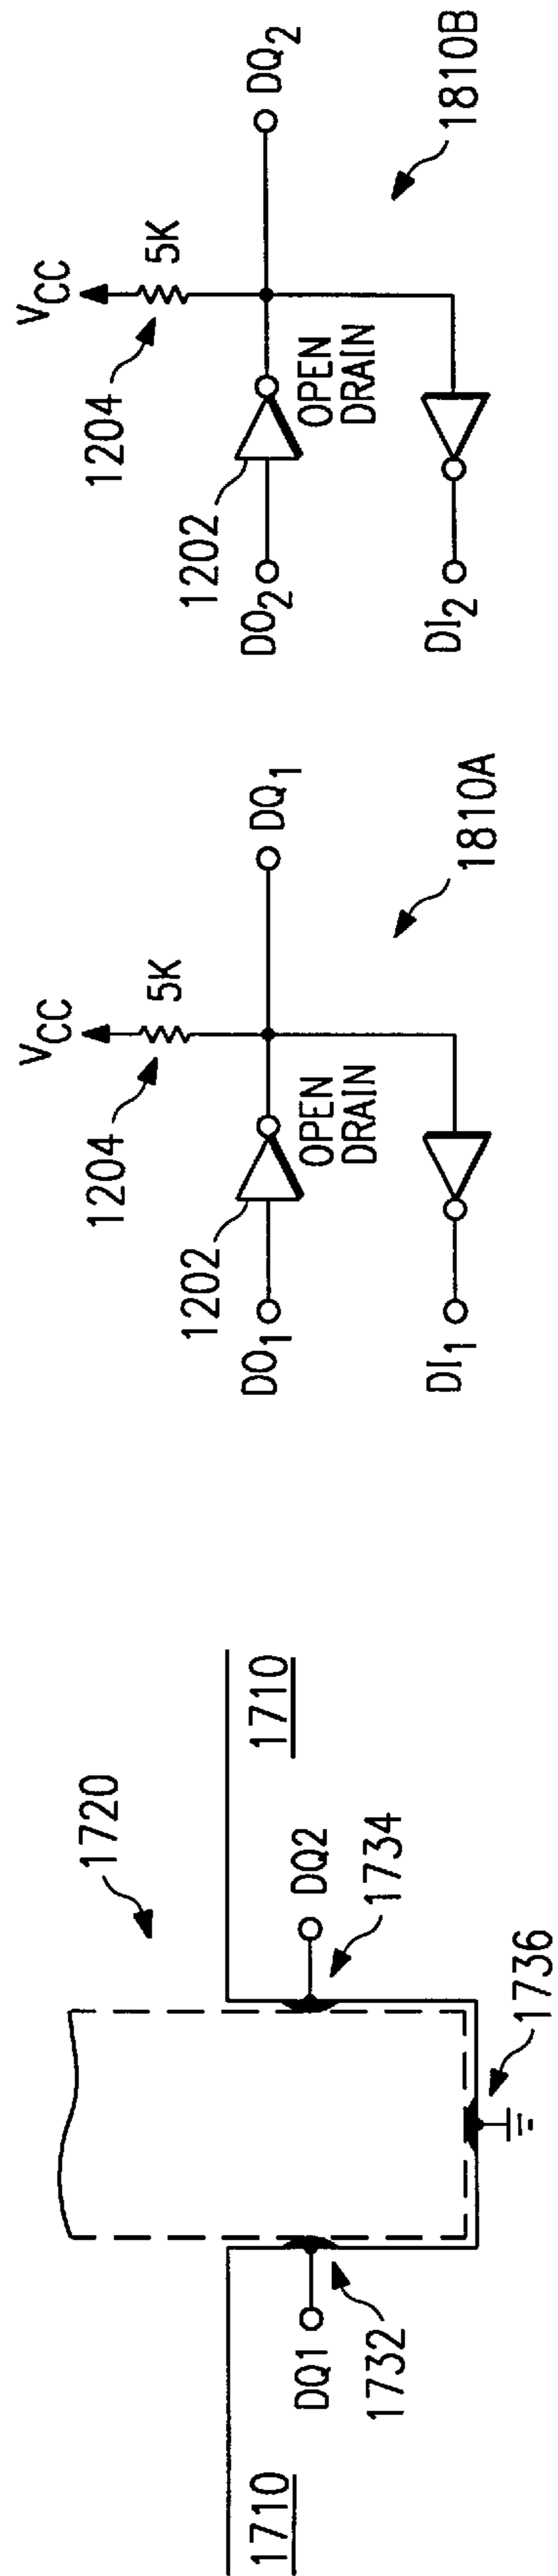 1720
1710
1710
DQ1
DQ2
1732
1734
1736
VCC
1204
5K
1202
DO1
OPEN
DRAIN
DQ1
DI1
1810A
VCC
1204
5K
1202
DO2
OPEN
DRAIN
DQ2
DI2
1810B